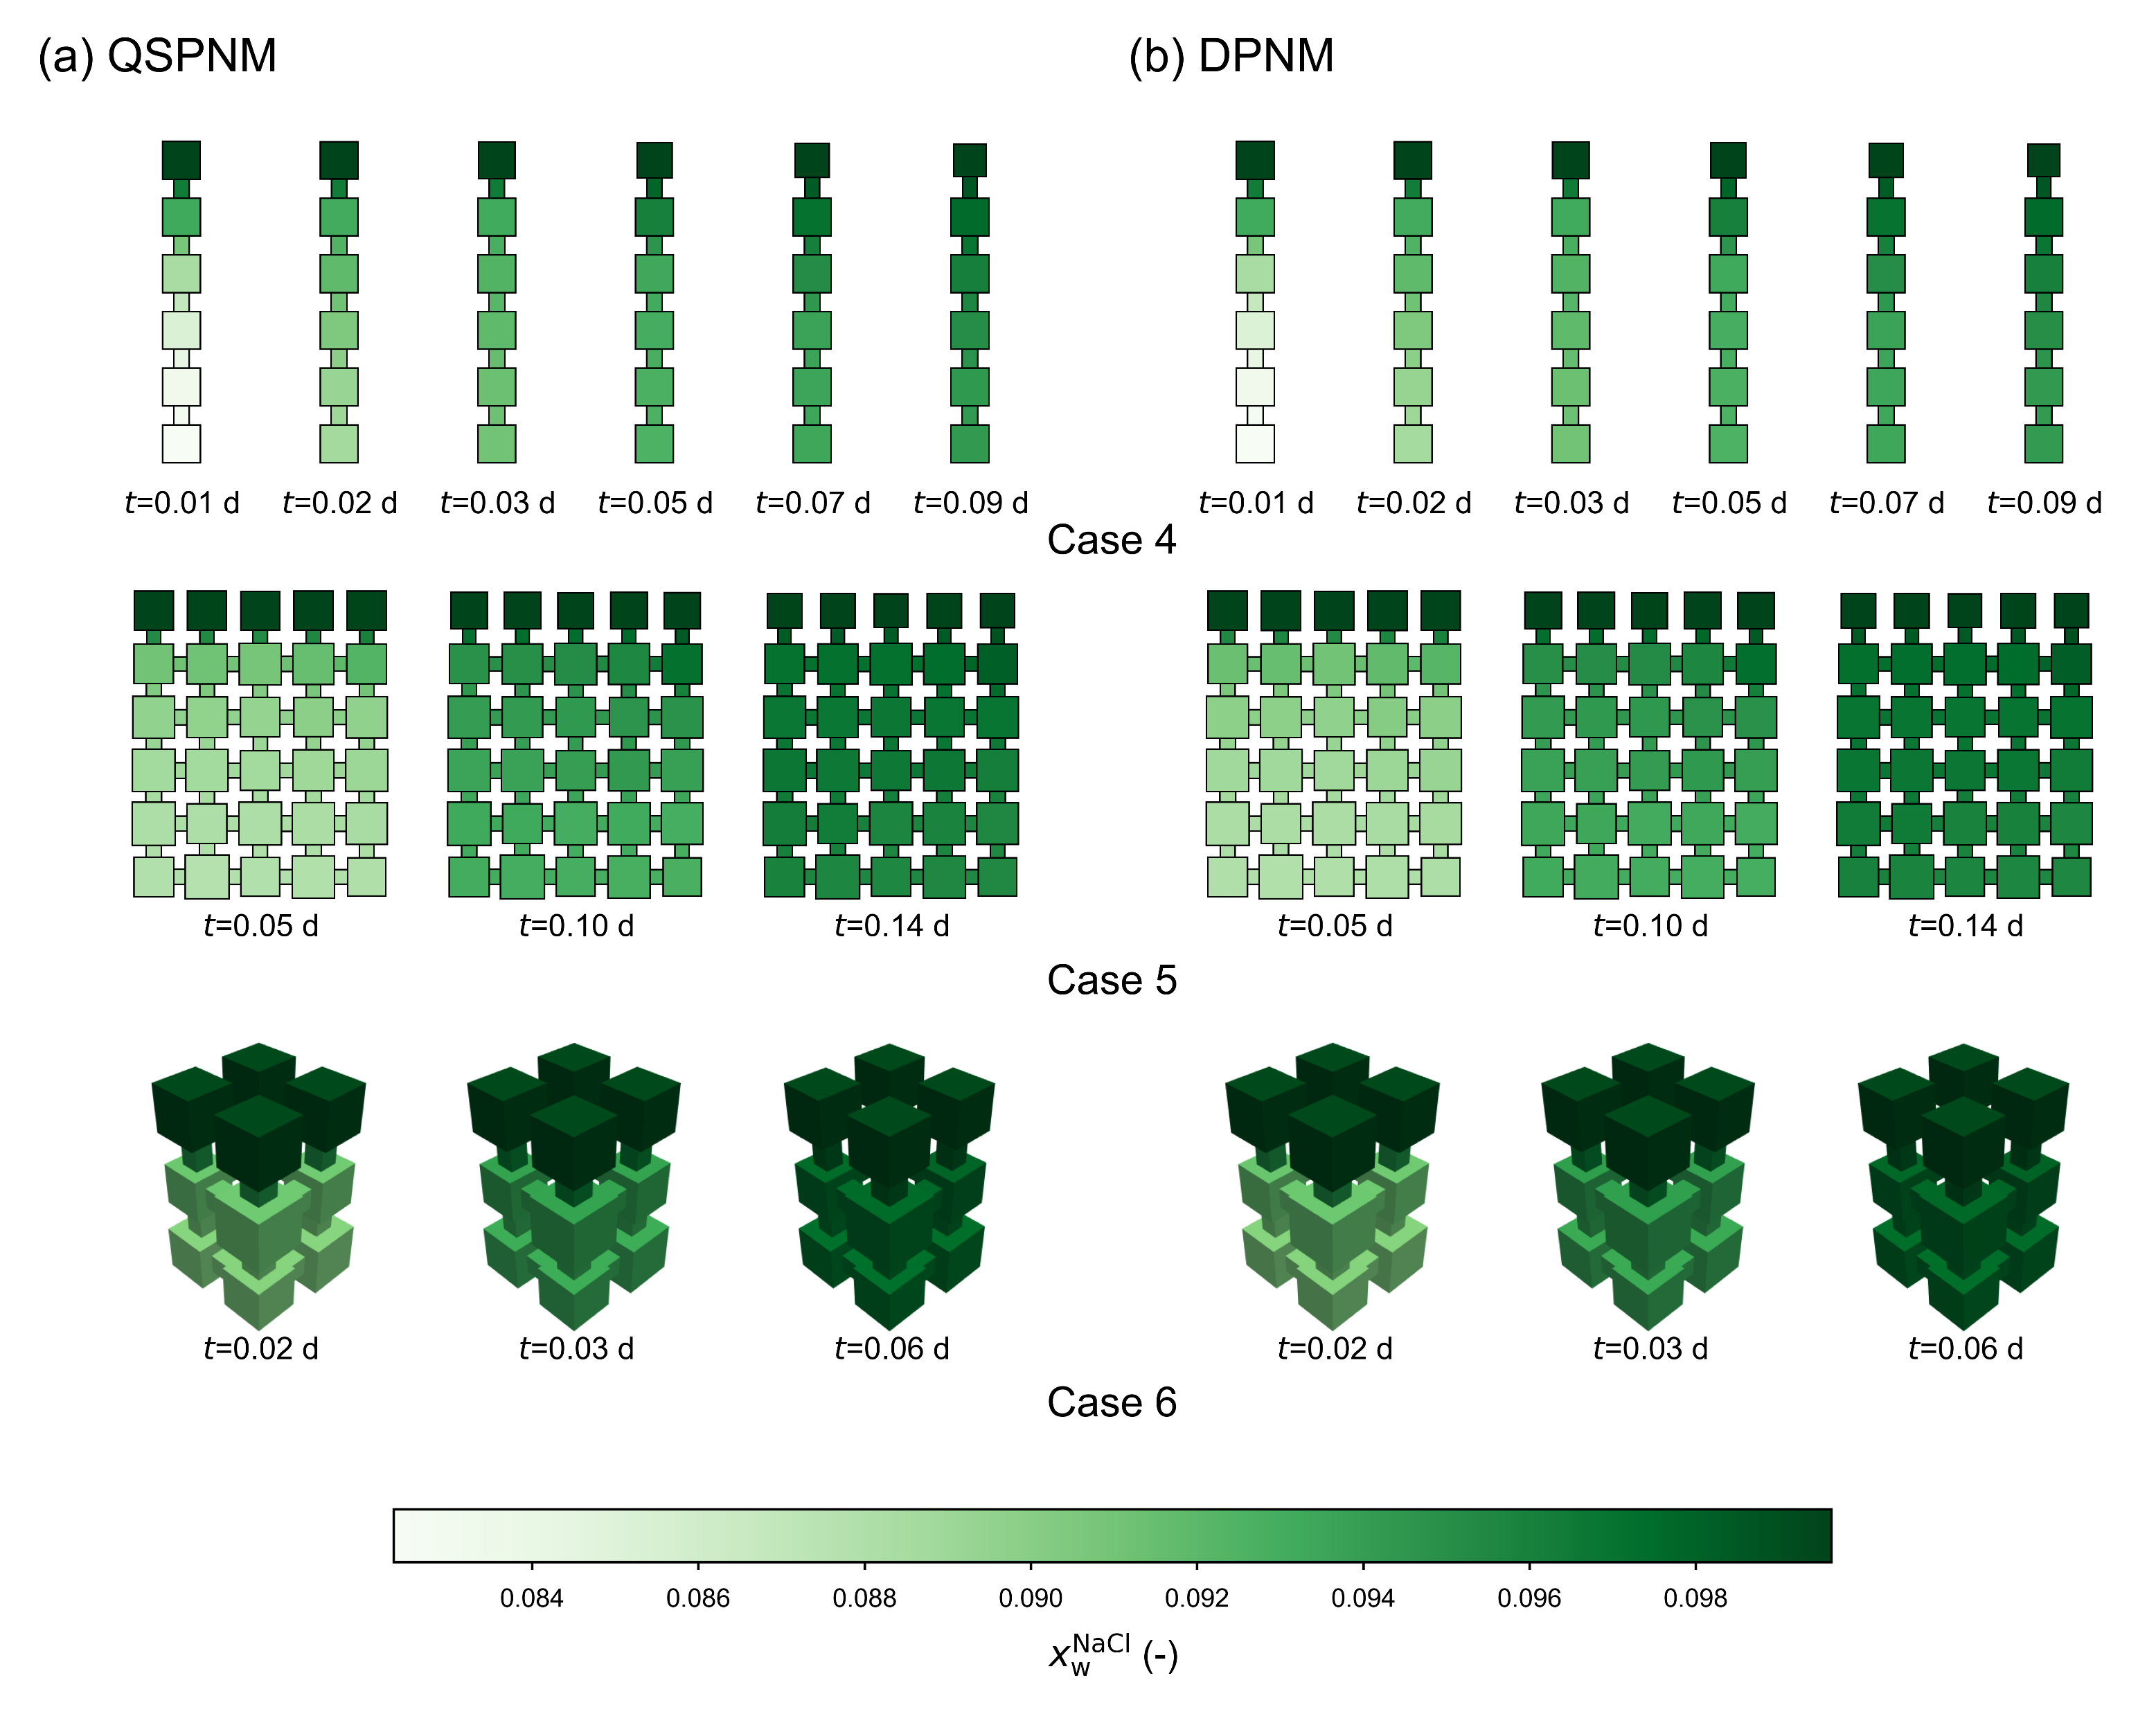 (a) QSPNM
(b) DPNM
t=0.01 d
t=0.02 d
t=0.03 d
t=0.05 d
t=0.07 d
t=0.09 d
t=0.01 d
t=0.02 d
t=0.03 d
t=0.05 d
t=0.07 d
t=0.09 d
Case 4
t=0.05 d
t=0.10 d
t=0.14 d
t=0.05 d
t=0.10 d
t=0.14 d
Case 5
t=0.02 d
t=0.03 d
t=0.06 d
t=0.02 d
t=0.03 d
t=0.06 d
Case 6
0.084
0.086
0.088
0.090
0.092
0.094
0.096
0.098
x_w^NaCl (-)